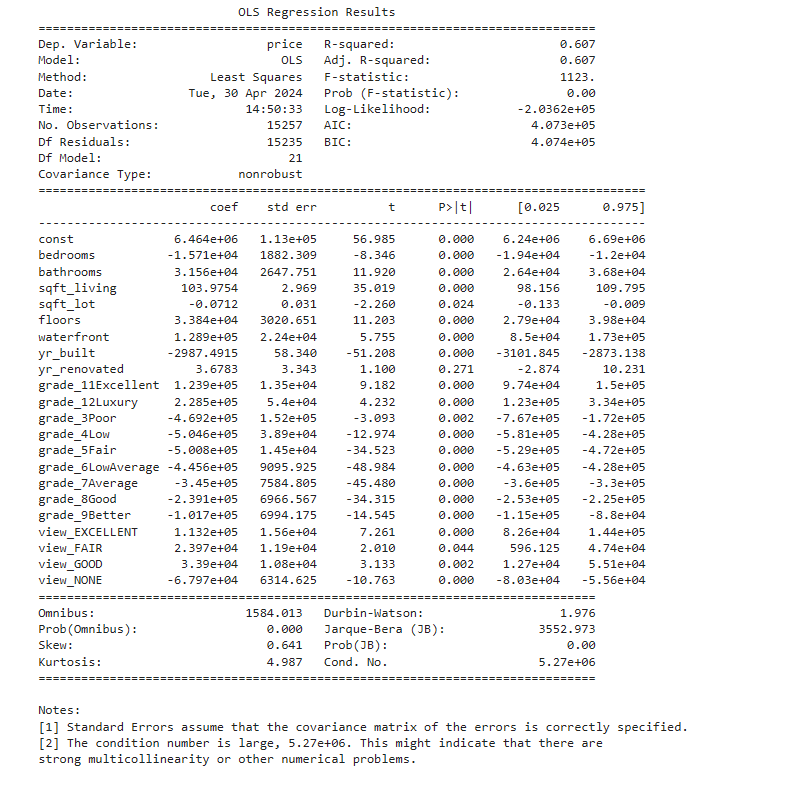 OLS Regression Results
==============================================================================
Dep. Variable: price R-squared: 0.607
Model: OLS Adj. R-squared: 0.607
Method: Least Squares F-statistic: 1123.
Date: Tue, 30 Apr 2024 Prob (F-statistic): 0.00
Time: 14:50:33 Log-Likelihood: -2.0362e+05
No. Observations: 15257 AIC: 4.073e+05
Df Residuals: 15235 BIC: 4.074e+05
Df Model: 21
Covariance Type: nonrobust
=====================================================================================
coef std err t P>|t| [0.025 0.975]
-------------------------------------------------------------------------------------
const 6.464e+06 1.13e+05 56.985 0.000 6.24e+06 6.69e+06
bedrooms -1.571e+04 1882.309 -8.346 0.000 -1.94e+04 -1.2e+04
bathrooms 3.156e+04 2647.751 11.920 0.000 2.64e+04 3.68e+04
sqft_living 103.9754 2.969 35.019 0.000 98.156 109.795
sqft_lot -0.0712 0.031 -2.260 0.024 -0.133 -0.009
floors 3.384e+04 3020.651 11.203 0.000 2.79e+04 3.98e+04
waterfront 1.289e+05 2.24e+04 5.755 0.000 8.5e+04 1.73e+05
yr_built -2987.4915 58.340 -51.208 0.000 -3101.845 -2873.138
yr_renovated 3.6783 3.343 1.100 0.271 -2.874 10.231
grade_11Excellent 1.239e+05 1.35e+04 9.182 0.000 9.74e+04 1.5e+05
grade_12Luxury 2.285e+05 5.4e+04 4.232 0.000 1.23e+05 3.34e+05
grade_3Poor -4.692e+05 1.52e+05 -3.093 0.002 -7.67e+05 -1.72e+05
grade_4Low -5.046e+05 3.89e+04 -12.974 0.000 -5.81e+05 -4.28e+05
grade_5Fair -5.008e+05 1.45e+04 -34.523 0.000 -5.29e+05 -4.72e+05
grade_6LowAverage -4.456e+05 9095.925 -48.984 0.000 -4.63e+05 -4.28e+05
grade_7Average -3.45e+05 7584.805 -45.480 0.000 -3.6e+05 -3.3e+05
grade_8Good -2.391e+05 6966.567 -34.315 0.000 -2.53e+05 -2.25e+05
grade_9Better -1.017e+05 6994.175 -14.545 0.000 -1.15e+05 -8.8e+04
view_EXCELLENT 1.132e+05 1.56e+04 7.261 0.000 8.26e+04 1.44e+05
view_FAIR 2.397e+04 1.19e+04 2.010 0.044 596.125 4.74e+04
view_GOOD 3.39e+04 1.08e+04 3.133 0.002 1.27e+04 5.51e+04
view_NONE -6.797e+04 6314.625 -10.763 0.000 -8.03e+04 -5.56e+04
==============================================================================
Omnibus: 1584.013 Durbin-Watson: 1.976
Prob(Omnibus): 0.000 Jarque-Bera (JB): 3552.973
Skew: 0.641 Prob(JB): 0.00
Kurtosis: 4.987 Cond. No. 5.27e+06
==============================================================================
Notes:
[1] Standard Errors assume that the covariance matrix of the errors is correctly specified.
[2] The condition number is large, 5.27e+06. This might indicate that there are
strong multicollinearity or other numerical problems.